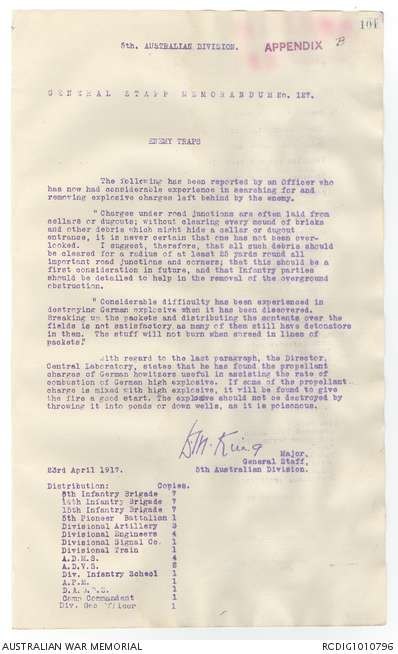 101
5th. AUSTRALIAN DIVISION.
APPENDIX B
GENERAL STAFF MEMORANDUM No. 127.
ENEMY TRAPS
The following has been reported by an Officer who
has now had considerable experience in searching for and
removing explosive charges left behind by the enemy.
"Charges under road junctions are often laid from
cellars or dugouts; without clearing every mound of bricks
and other debris which might hide a cellar or dugout
entrance, it is never certain that one has not been over-
looked. I suggest, therefore, that all such debris should
be cleared for a radius of at least 25 yards round all
important road junctions and corners; that this should be a
first consideration in future, and that Infantry parties
should be detailed to help in the removal of the overground
obstruction.
"Considerable difficulty has been experienced in
destroying German explosive when it has been discovered.
Breaking up the packets and distributing the contents over the
fields is not satisfactory as many of them still have detonators
in them. The stuff will not burn when spread in lines of
packets."
With regard to the last paragraph, the Director,
Central Laboratory, states that he has found the propellant
charges of German howitzers useful in assisting the rate of
combustion of German high explosive. If some of the propellant
charge is mixed with high explosive, it will be found to give
the fire a good start. The explosive should not be destroyed by
throwing it into ponds or down wells, as it is poisonous.
D.M. King
Major.
General Staff,
23rd April 1917. 5th Australian Division.
Distribution: Copies.
8th Infantry Brigade 7
14th Infantry Brigade 7
15th Infantry Brigade 7
5th Pioneer Battalion 1
Divisional Artillery 3
Divisional Engineers 4
Divisional Signal Co. 1
Divisional Train 1
A.D.M.S. 4
A.D.V.S. 2
Div. Infantry School 1
A.P.M. 1
1
Camp Commandant 1
Div. Gas Officer 1
AUSTRALIAN WAR MEMORIAL RCDIG1010796